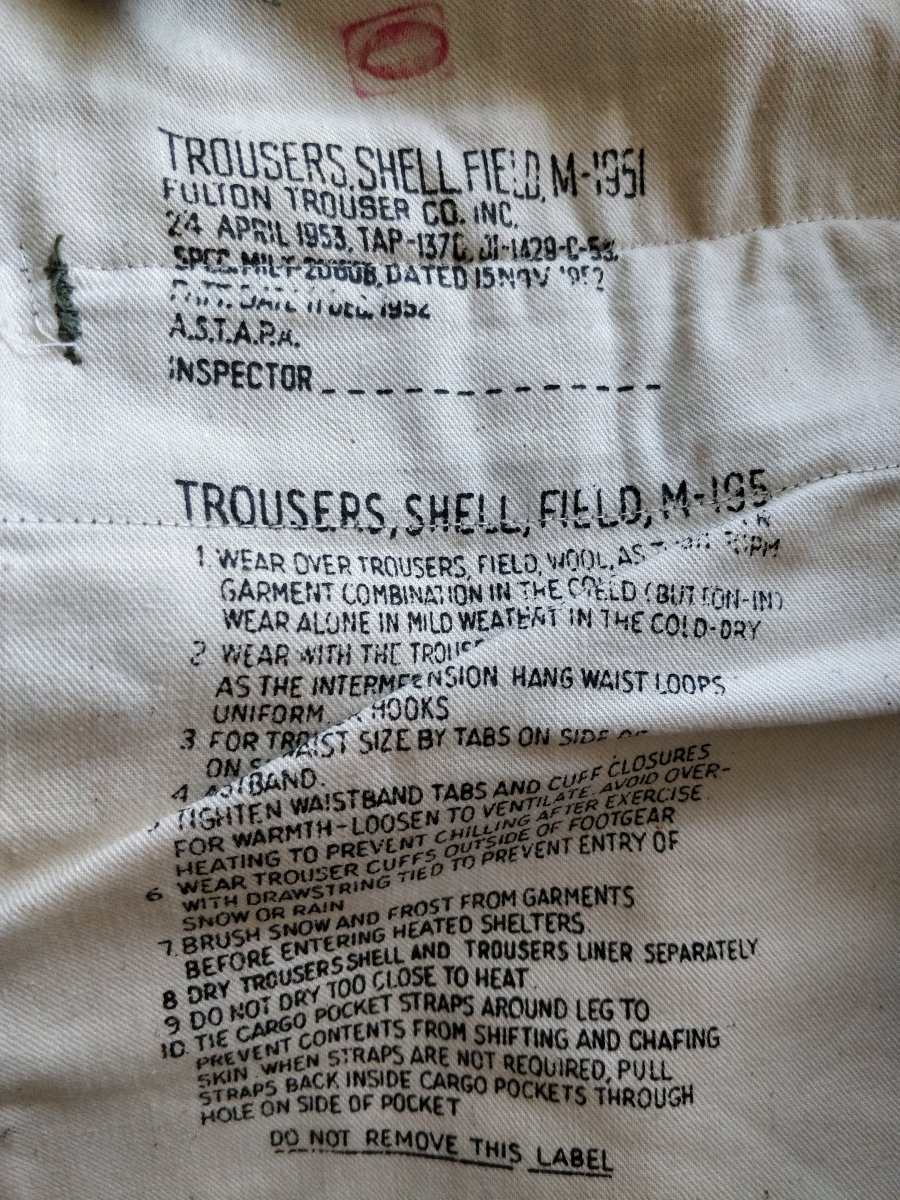 TROUSERS, SHELL, FIELD, M-1951
FULTON TROUSER CO. INC.
24 APRIL 1953, TAP-1370, 01-1429-C-53.
SPEC. MIL-T-2060B, DATED 15 NOV 1952
PATT. DATE 11 DEC. 1952
A.S.T.A.P.A.
INSPECTOR _ _ _ _ _ _ _ _ _ _ _ _ _
TROUSERS, SHELL, FIELD, M-195
1. WEAR OVER TROUSERS, FIELD, WOOL, AS
GARMENT COMBINATION IN THE (BUTTON-IN)
WEAR ALONE IN MILD IN THE COLD-DRY
2 WEAR WITH THE
AS THE HANG WAIST LOOPS
UNIFORM HOOKS
3 FOR SIZE BY TABS ON SIDE
ON
4
5 TIGHTEN WAISTBAND TABS AND CUFF CLOSURES
FOR WARMTH-LOOSEN TO VENTILATE. AVOID OVER-
HEATING TO PREVENT CHILLING AFTER EXERCISE
6 WEAR TROUSER CUFFS OUTSIDE OF FOOTGEAR
WITH DRAWSTRING TIED TO PREVENT ENTRY OF
SNOW OR RAIN
7. BRUSH SNOW AND FROST FROM GARMENTS
BEFORE ENTERING HEATED SHELTERS.
8 DRY TROUSERS SHELL AND TROUSERS LINER SEPARATELY
9 DO NOT DRY TOO CLOSE TO HEAT
10. TIE CARGO POCKET STRAPS AROUND LEG TO
PREVENT CONTENTS FROM SHIFTING AND CHAFING
SKIN. WHEN STRAPS ARE NOT REQUIRED, PULL
STRAPS BACK INSIDE CARGO POCKETS THROUGH
HOLE ON SIDE OF POCKET
DO NOT REMOVE THIS LABEL